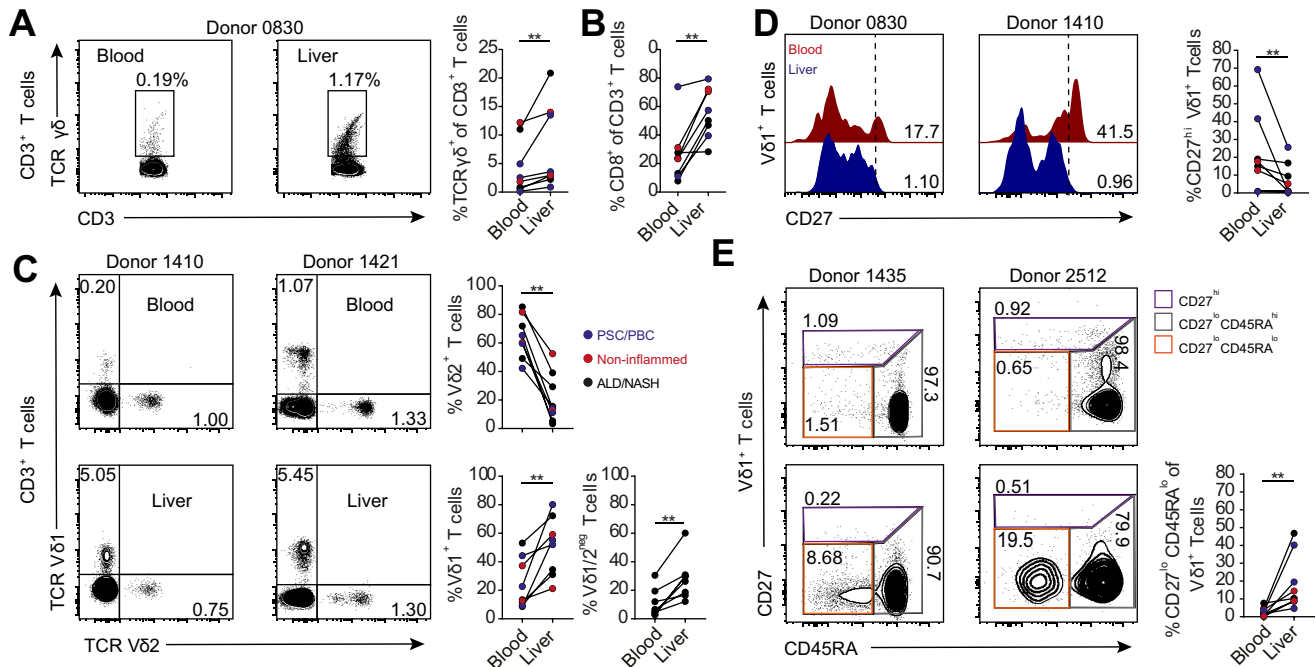 A
Donor 0830
Blood
0.19%
Liver
1.17%
CD3⁺ T cells
TCR γδ
CD3
%TCRγδ⁺ of CD3⁺ T cells
25
20
15
10
5
0
**
Blood
Liver
B
%CD8⁺ of CD3⁺ T cells
0
80
60
40
20
0
**
Blood
Liver
C
Donor 1410
Donor 1421
0.20
Blood
1.00
1.07
Blood
1.33
5.05
Liver
0.75
5.45
Liver
1.30
CD3⁺ T cells
TCR Vδ1
TCR Vδ2
% Vδ2⁺ T cells
100
80
60
40
20
0
**
PSC/PBC
Non-inflammed
ALD/NASH
%Vδ1⁺ T cells
100
80
60
40
20
0
**
Blood
Liver
% Vδ1/2ⁿᵉᵍ T cells
100
80
60
40
20
0
**
Blood
Liver
D
Donor 0830
Donor 1410
Blood
Liver
17.7
1.10
41.5
0.96
Vδ1⁺ T cells
CD27
%CD27ʰⁱ Vδ1⁺ Tcells
80
70
60
50
40
30
20
10
0
**
Blood
Liver
E
Donor 1435
Donor 2512
1.09
97.3
1.51
0.92
98.4
0.65
CD27ʰⁱ
CD27ˡᵒCD45RAʰⁱ
CD27ˡᵒCD45RAˡᵒ
0.22
8.68
90.7
0.51
19.5
79.9
Vδ1⁺ T cells
CD27
CD45RA
%CD27ˡᵒ CD45RAˡᵒ of
Vδ1⁺ Tcells
100
80
60
40
20
0
**
Blood
Liver